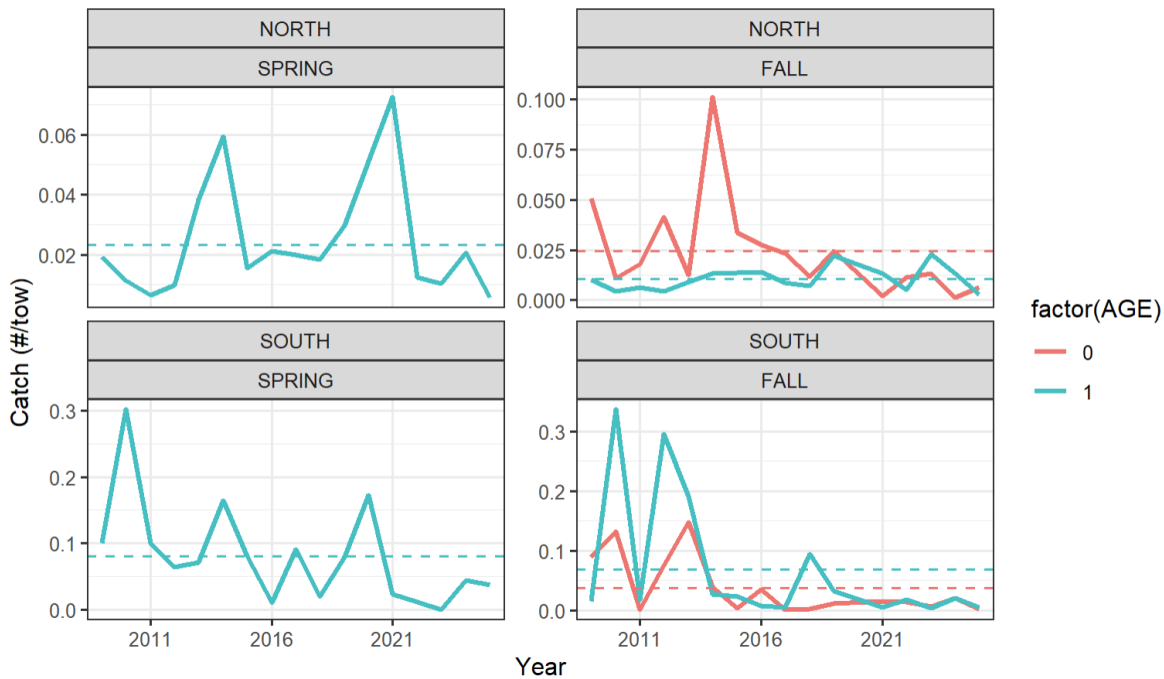 NORTH
SPRING
0.06
0.04
0.02
NORTH
FALL
0.100
0.075
0.050
0.025
0.000
Catch (#/tow)
SOUTH
SPRING
0.3
0.2
0.1
0.0
2011 2016 2021
SOUTH
FALL
0.3
0.2
0.1
0.0
2011 2016 2021
Year
factor(AGE)
0
1